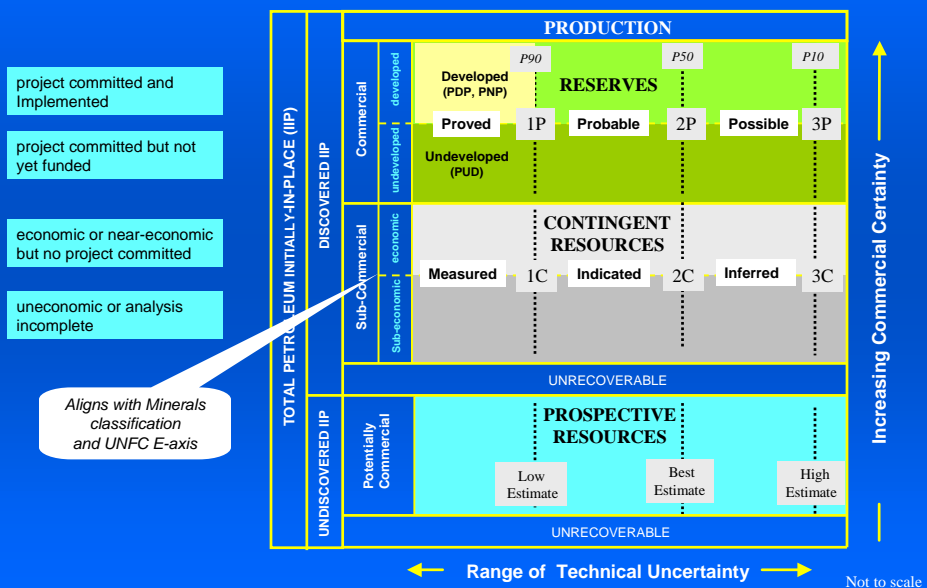 PRODUCTION
project committed and
Implemented
project committed but not
yet funded
economic or near-economic
but no project committed
uneconomic or analysis
incomplete
Aligns with Minerals
classification
and UNFC E-axis
TOTAL PETROLEUM INITIALLY-IN-PLACE (IIP)
DISCOVERED IIP
UNDISCOVERED IIP
Commercial
Sub-Commercial
Potentially
Commercial
developed
undeveloped
economic
Sub-economic
P90
P50
P10
Developed
(PDP, PNP)
RESERVES
Proved
1P
Probable
2P
Possible
3P
Undeveloped
(PUD)
CONTINGENT
RESOURCES
Measured
1C
Indicated
2C
Inferred
3C
UNRECOVERABLE
PROSPECTIVE
RESOURCES
Low
Estimate
Best
Estimate
High
Estimate
UNRECOVERABLE
Increasing Commercial Certainty
Range of Technical Uncertainty
Not to scale